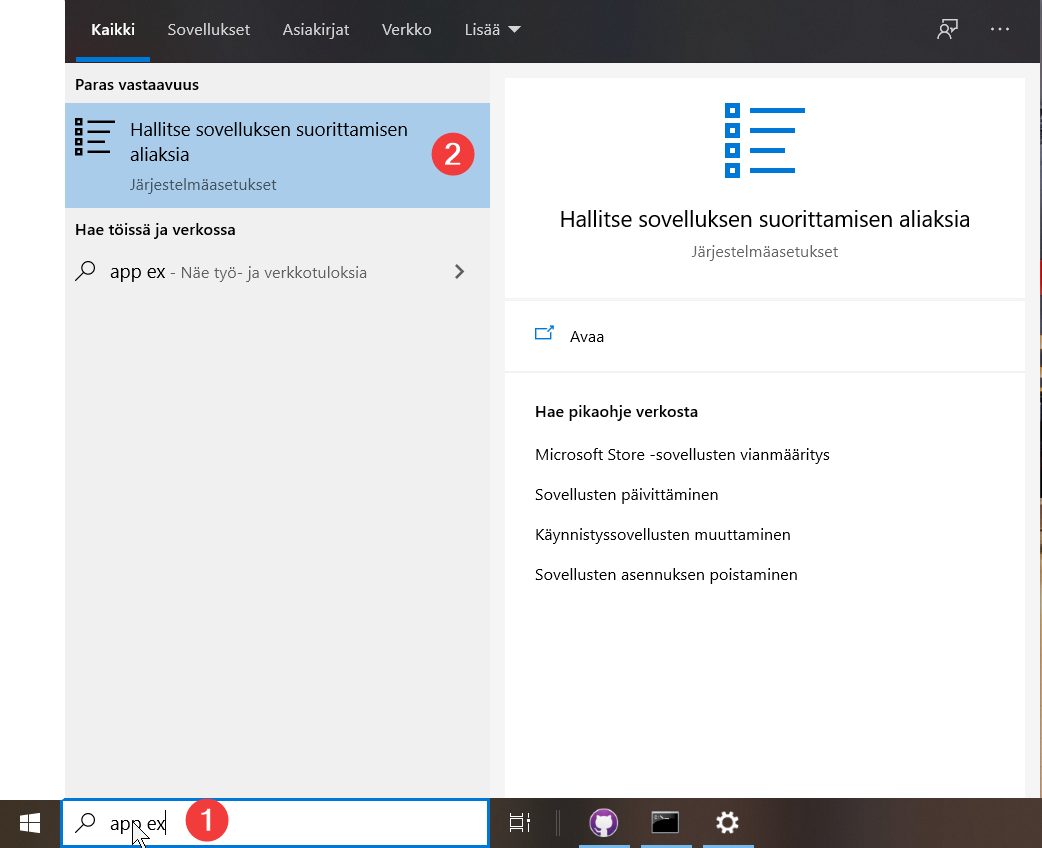 Kaikki Sovellukset Asiakirjat Verkko Lisää
Paras vastaavuus
Hallitse sovelluksen suorittamisen
aliaksia
Järjestelmäasetukset
2
Hae töissä ja verkossa
app ex - Näe työ- ja verkkotuloksia
Hallitse sovelluksen suorittamisen aliaksia
Järjestelmäasetukset
Avaa
Hae pikaohje verkosta
Microsoft Store -sovellusten vianmääritys
Sovellusten päivittäminen
Käynnistyssovellusten muuttaminen
Sovellusten asennuksen poistaminen
app ex
1